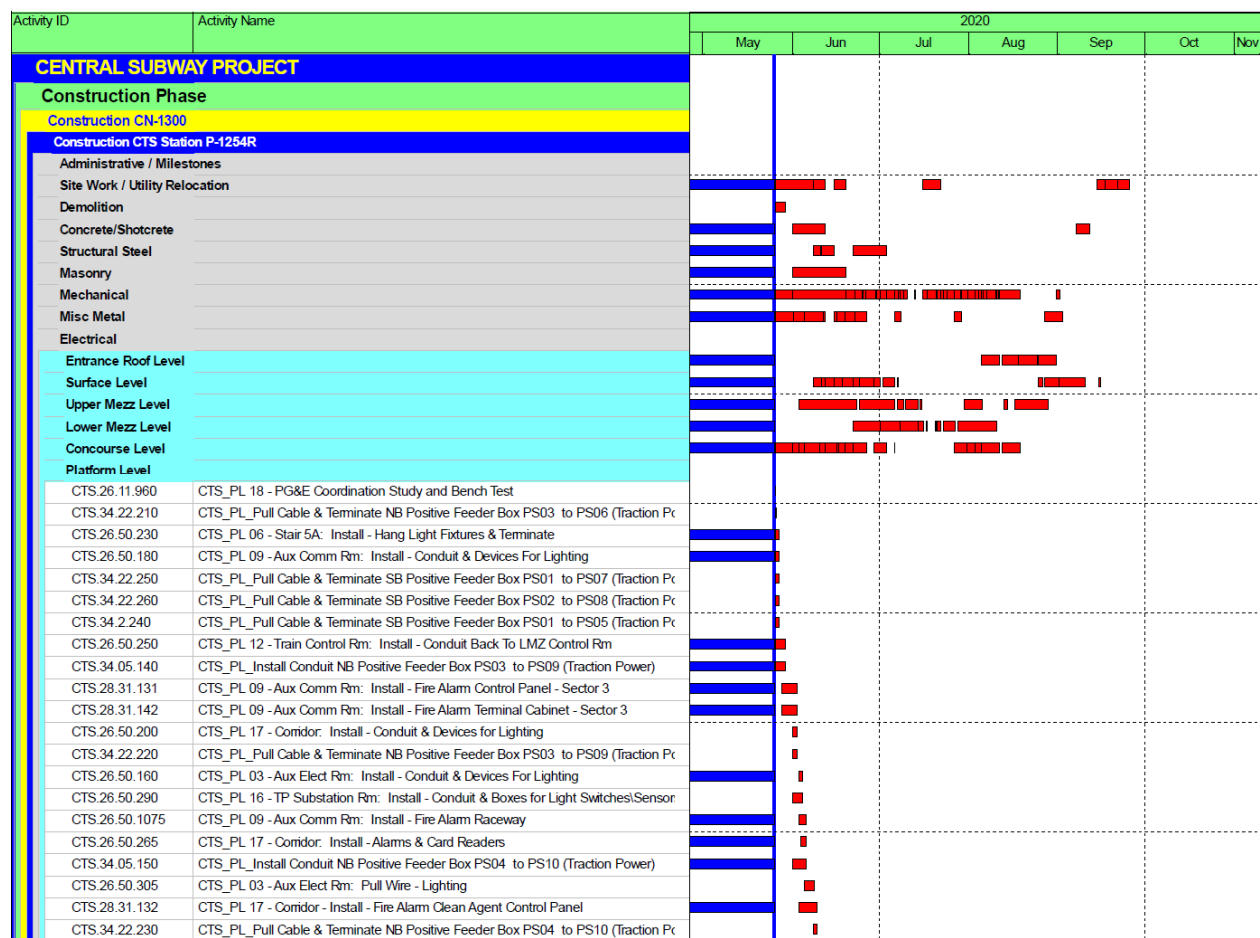 Activity ID Activity Name 2020
May Jun Jul Aug Sep Oct Nov
CENTRAL SUBWAY PROJECT
Construction Phase
Construction CN-1300
Construction CTS Station P-1254R
Administrative / Milestones
Site Work / Utility Relocation
Demolition
Concrete/Shotcrete
Structural Steel
Masonry
Mechanical
Misc Metal
Electrical
Entrance Roof Level
Surface Level
Upper Mezz Level
Lower Mezz Level
Concourse Level
Platform Level
CTS.26.11.960 CTS_PL 18 - PG&E Coordination Study and Bench Test
CTS.34.22.210 CTS_PL_Pull Cable & Terminate NB Positive Feeder Box PS03 to PS06 (Traction Po
CTS.26.50.230 CTS_PL 06 - Stair 5A: Install - Hang Light Fixtures & Terminate
CTS.26.50.180 CTS_PL 09 - Aux Comm Rm: Install - Conduit & Devices For Lighting
CTS.34.22.250 CTS_PL_Pull Cable & Terminate SB Positive Feeder Box PS01 to PS07 (Traction Po
CTS.34.22.260 CTS_PL_Pull Cable & Terminate SB Positive Feeder Box PS02 to PS08 (Traction Po
CTS.34.2.240 CTS_PL_Pull Cable & Terminate SB Positive Feeder Box PS01 to PS05 (Traction Po
CTS.26.50.250 CTS_PL 12 - Train Control Rm: Install - Conduit Back To LMZ Control Rm
CTS.34.05.140 CTS_PL_Install Conduit NB Positive Feeder Box PS03 to PS09 (Traction Power)
CTS.28.31.131 CTS_PL 09 - Aux Comm Rm: Install - Fire Alarm Control Panel - Sector 3
CTS.28.31.142 CTS_PL 09 - Aux Comm Rm: Install - Fire Alarm Terminal Cabinet - Sector 3
CTS.26.50.200 CTS_PL 17 - Corridor: Install - Conduit & Devices for Lighting
CTS.34.22.220 CTS_PL_Pull Cable & Terminate NB Positive Feeder Box PS03 to PS09 (Traction Po
CTS.26.50.160 CTS_PL 03 - Aux Elect Rm: Install - Conduit & Devices For Lighting
CTS.26.50.290 CTS_PL 16 - TP Substation Rm: Install - Conduit & Boxes for Light Switches\Sensor
CTS.26.50.1075 CTS_PL 09 - Aux Comm Rm: Install - Fire Alarm Raceway
CTS.26.50.265 CTS_PL 17 - Corridor: Install - Alarms & Card Readers
CTS.34.05.150 CTS_PL_Install Conduit NB Positive Feeder Box PS04 to PS10 (Traction Power)
CTS.26.50.305 CTS_PL 03 - Aux Elect Rm: Pull Wire - Lighting
CTS.28.31.132 CTS_PL 17 - Corridor - Install - Fire Alarm Clean Agent Control Panel
CTS.34.22.230 CTS_PL_Pull Cable & Terminate NB Positive Feeder Box PS04 to PS10 (Traction Po